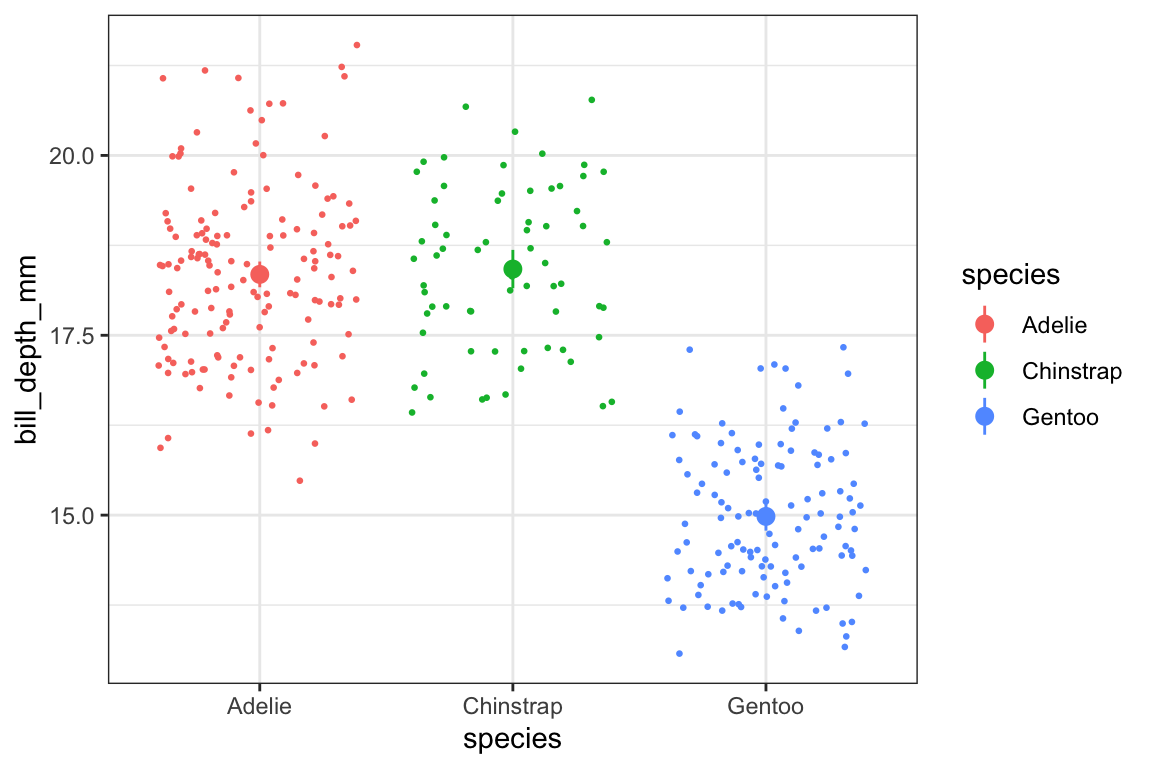 bill_depth_mm
20.0
17.5
15.0
Adelie
Chinstrap
Gentoo
species
species
Adelie
Chinstrap
Gentoo